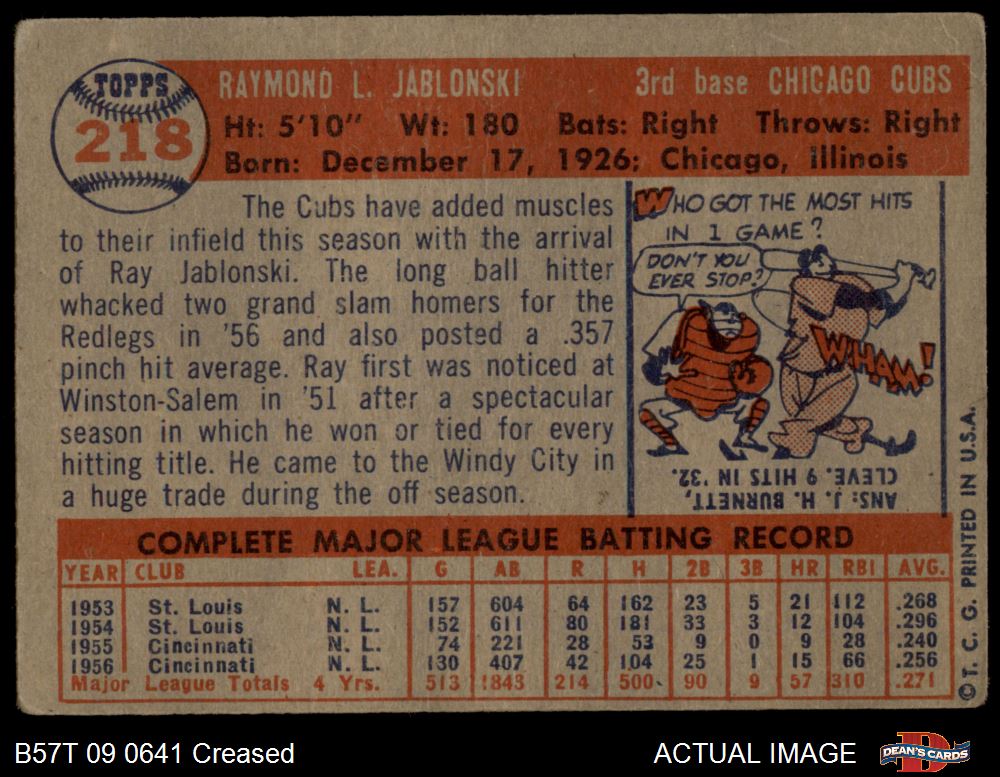 TOPPS
218
RAYMOND L. JABLONSKI 3rd base CHICAGO CUBS
Ht: 5'10" Wt: 180 Bats: Right Throws: Right
Born: December 17, 1926; Chicago, Illinois
The Cubs have added muscles
to their infield this season with the arrival
of Ray Jablonski. The long ball hitter
whacked two grand slam homers for the
Redlegs in '56 and also posted a .357
pinch hit average. Ray first was noticed at
Winston-Salem in '51 after a spectacular
season in which he won or tied for every
hitting title. He came to the Windy City in
a huge trade during the off season.
WHO GOT THE MOST HITS
IN 1 GAME?
DON'T YOU
EVER STOP?
WHAM!
ANS: J. H. BURNETT,
CLEVE. 9 HITS IN '32.
COMPLETE MAJOR LEAGUE BATTING RECORD
YEAR CLUB LEA. G AB R H 2B 3B HR RBI AVG.
1953 St. Louis N. L. 157 604 64 162 23 5 21 112 .268
1954 St. Louis N. L. 152 611 80 181 33 3 12 104 .296
1955 Cincinnati N. L. 74 221 28 53 9 0 9 28 .240
1956 Cincinnati N. L. 130 407 42 104 25 1 15 66 .256
Major League Totals 4 Yrs. 513 1843 214 500 90 9 57 310 .271
© T. C. G. PRINTED IN U.S.A.
B57T 09 0641 Creased
ACTUAL IMAGE
DEAN'S CARDS